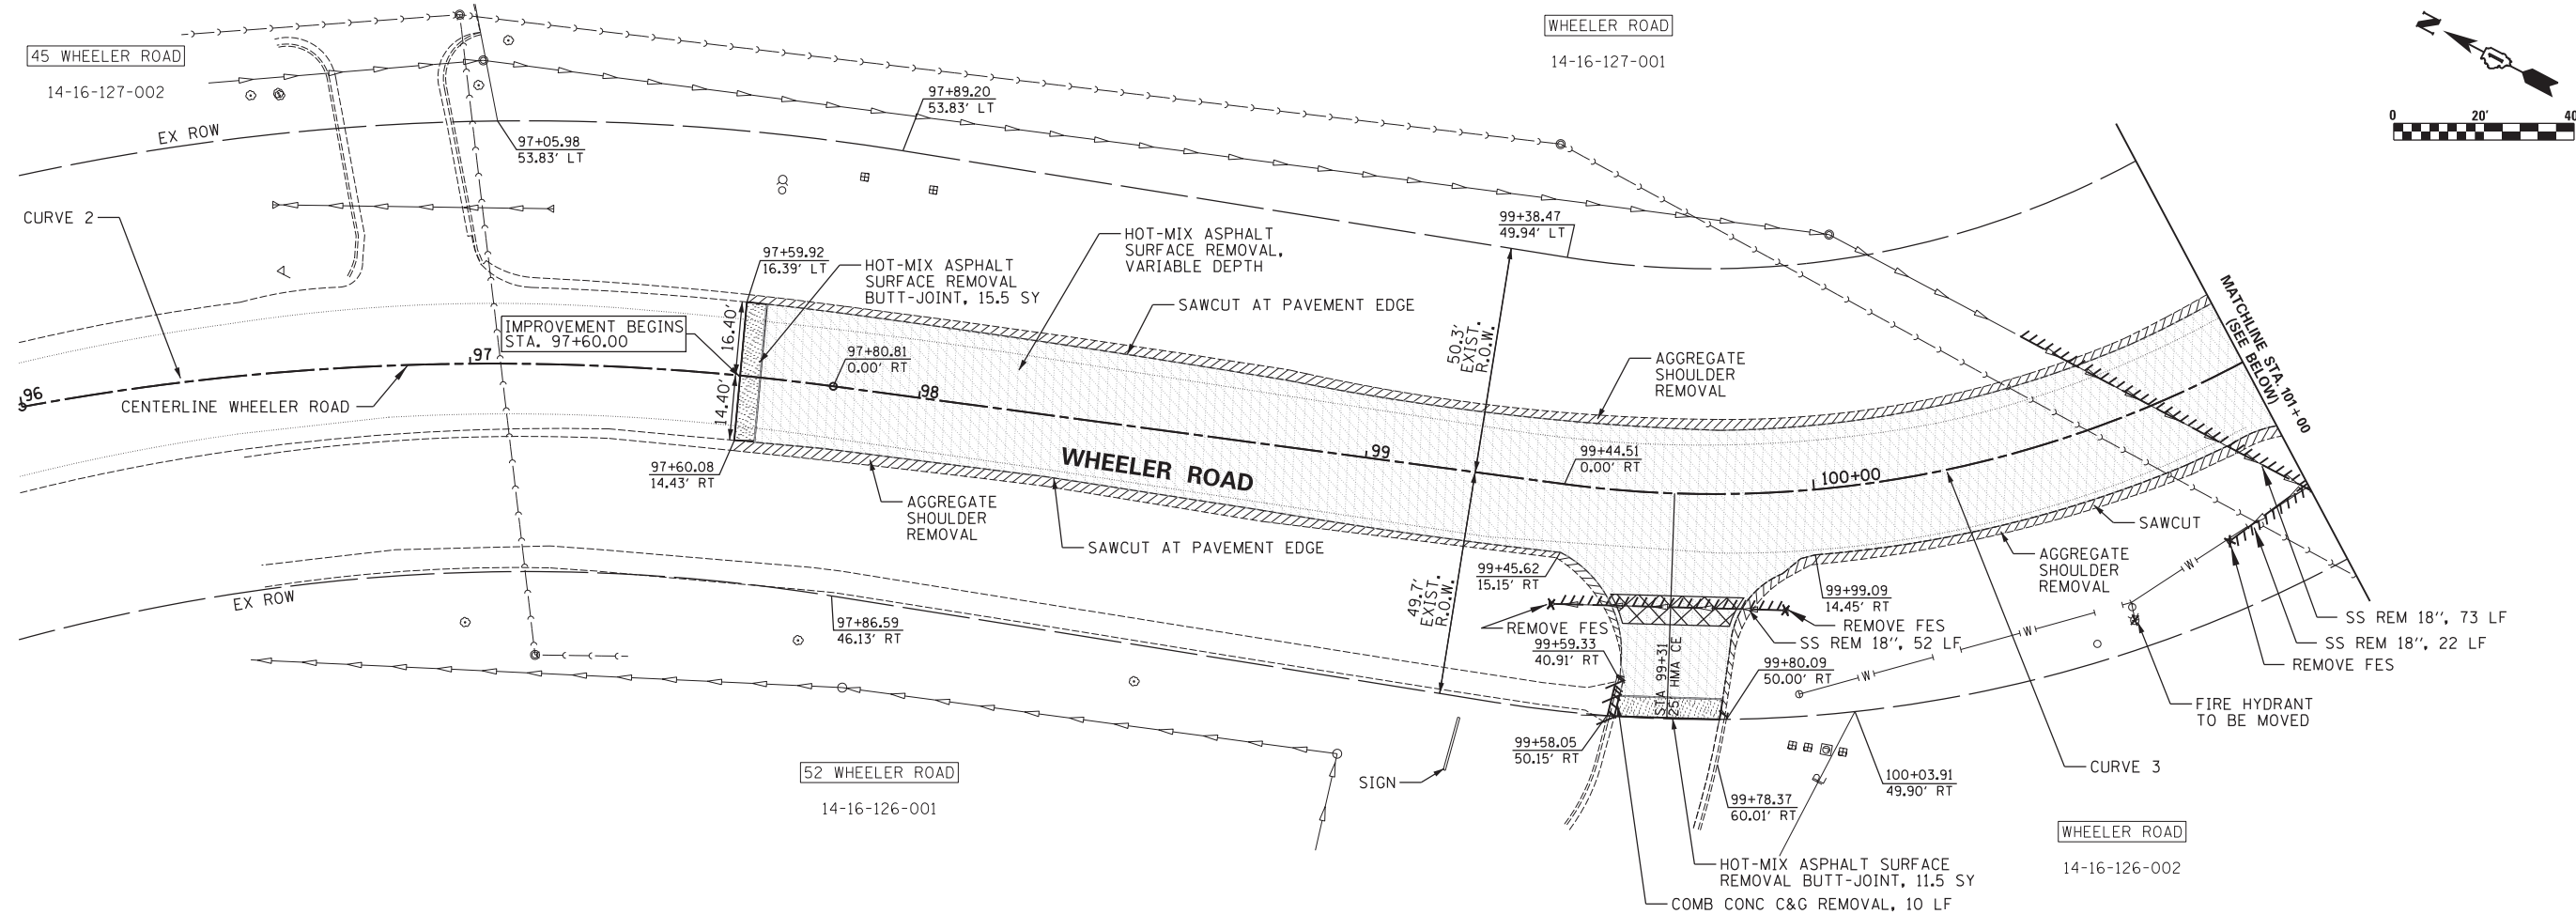 WHEELER ROAD
14-16-127-001
N
45 WHEELER ROAD
14-16-127-002
0 20' 40
97+89.20
53.83' LT
EX ROW
97+05.98
53.83' LT
CURVE 2
99+38.47
49.94' LT
HOT-MIX ASPHALT
SURFACE REMOVAL,
VARIABLE DEPTH
97+59.92
16.39' LT
HOT-MIX ASPHALT
SURFACE REMOVAL
BUTT-JOINT, 15.5 SY
SAWCUT AT PAVEMENT EDGE
MATCHLINE STA. 101+00
(SEE BELOW)
IMPROVEMENT BEGINS
STA. 97+60.00
16.40'
50.3'
EXIST.
R.O.W.
97+80.81
0.00' RT
97
AGGREGATE
SHOULDER
REMOVAL
96
98
CENTERLINE WHEELER ROAD
14.40'
99
99+44.51
0.00' RT
WHEELER ROAD
100+00
97+60.08
14.43' RT
AGGREGATE
SHOULDER
REMOVAL
SAWCUT AT PAVEMENT EDGE
SAWCUT
AGGREGATE
SHOULDER
REMOVAL
99+45.62
15.15' RT
99+99.09
14.45' RT
49.7'
EXIST.
R.O.W.
EX ROW
W
97+86.59
46.13' RT
REMOVE FES
REMOVE FES
SS REM 18", 73 LF
SS REM 18", 52 LF
SS REM 18", 22 LF
W
99+59.33
40.91' RT
REMOVE FES
99+80.09
50.00' RT
W
STA 99+31
25' HMA CE
FIRE HYDRANT
TO BE MOVED
99+58.05
50.15' RT
52 WHEELER ROAD
14-16-126-001
SIGN
100+03.91
49.90' RT
CURVE 3
99+78.37
60.01' RT
WHEELER ROAD
14-16-126-002
HOT-MIX ASPHALT SURFACE
REMOVAL BUTT-JOINT, 11.5 SY
COMB CONC C&G REMOVAL, 10 LF